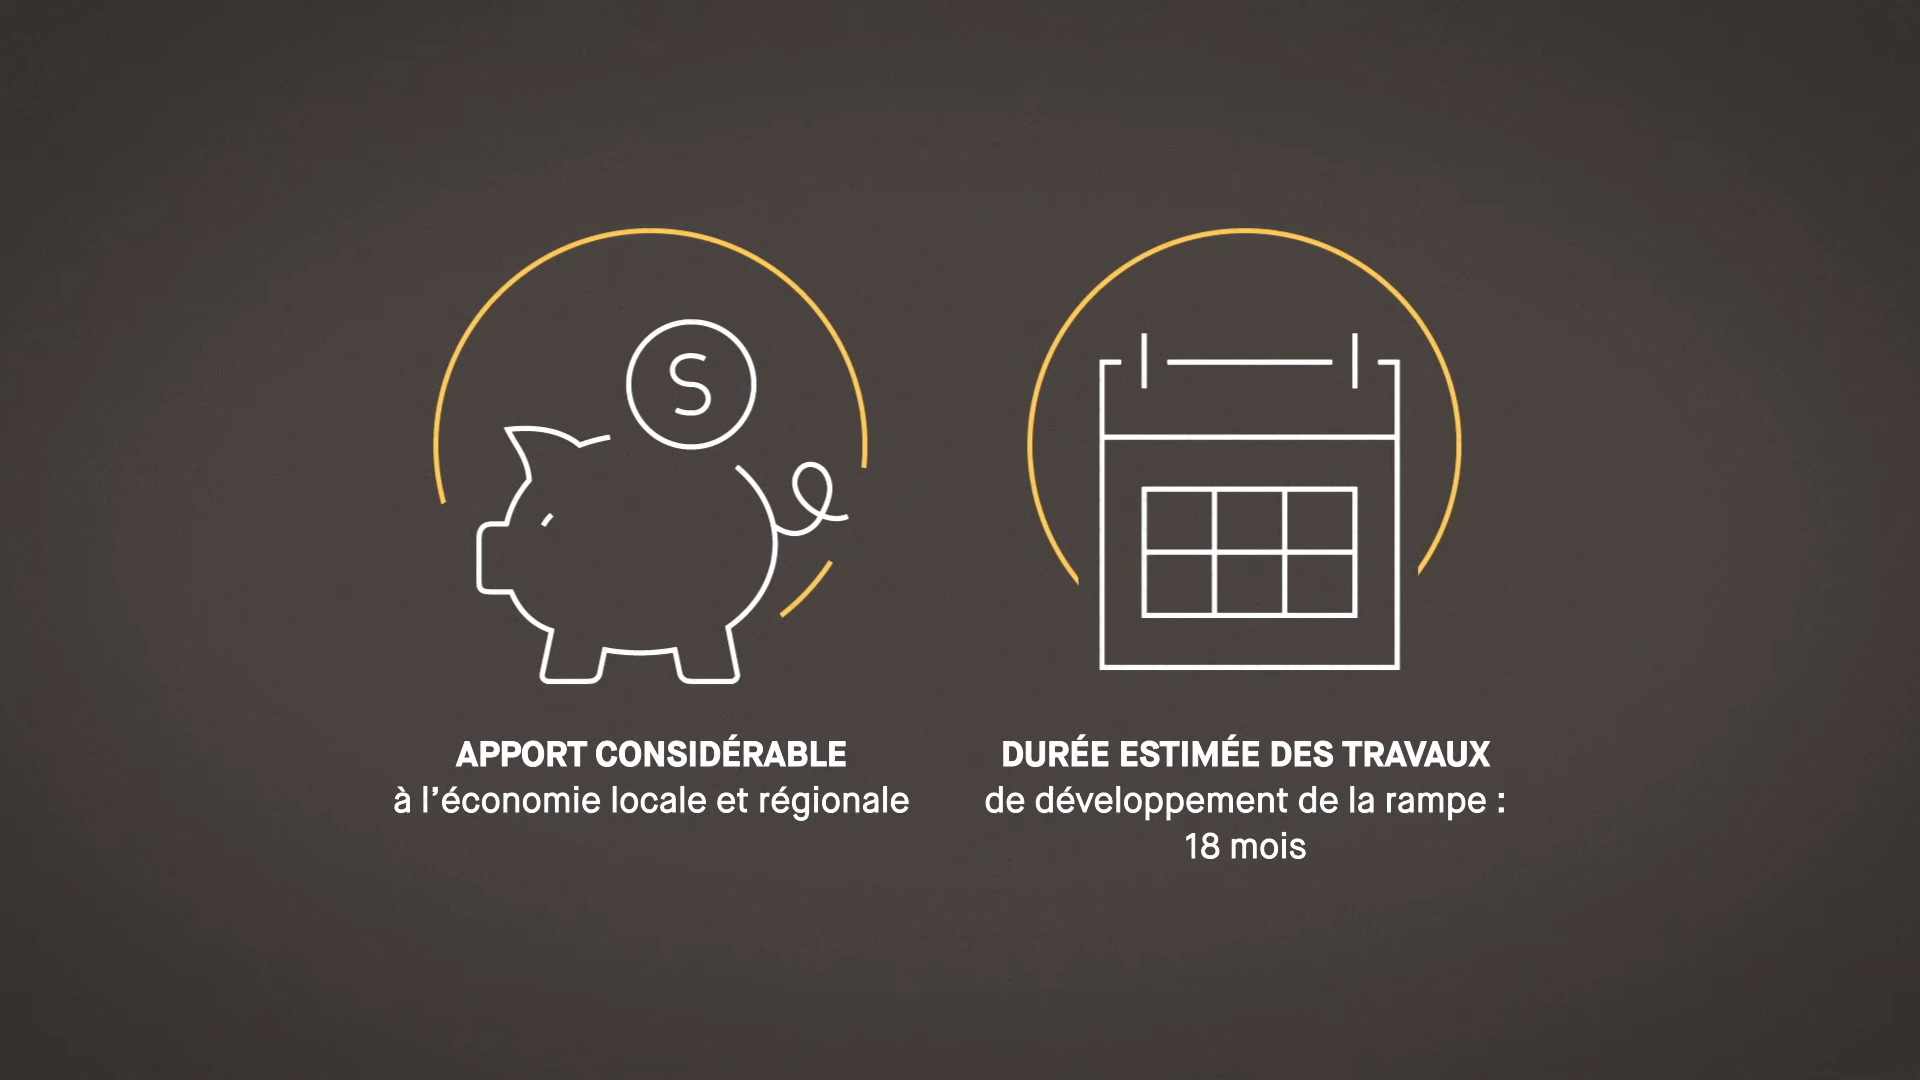 S
APPORT CONSIDÉRABLE
à l’économie locale et régionale
DURÉE ESTIMÉE DES TRAVAUX
de développement de la rampe :
18 mois